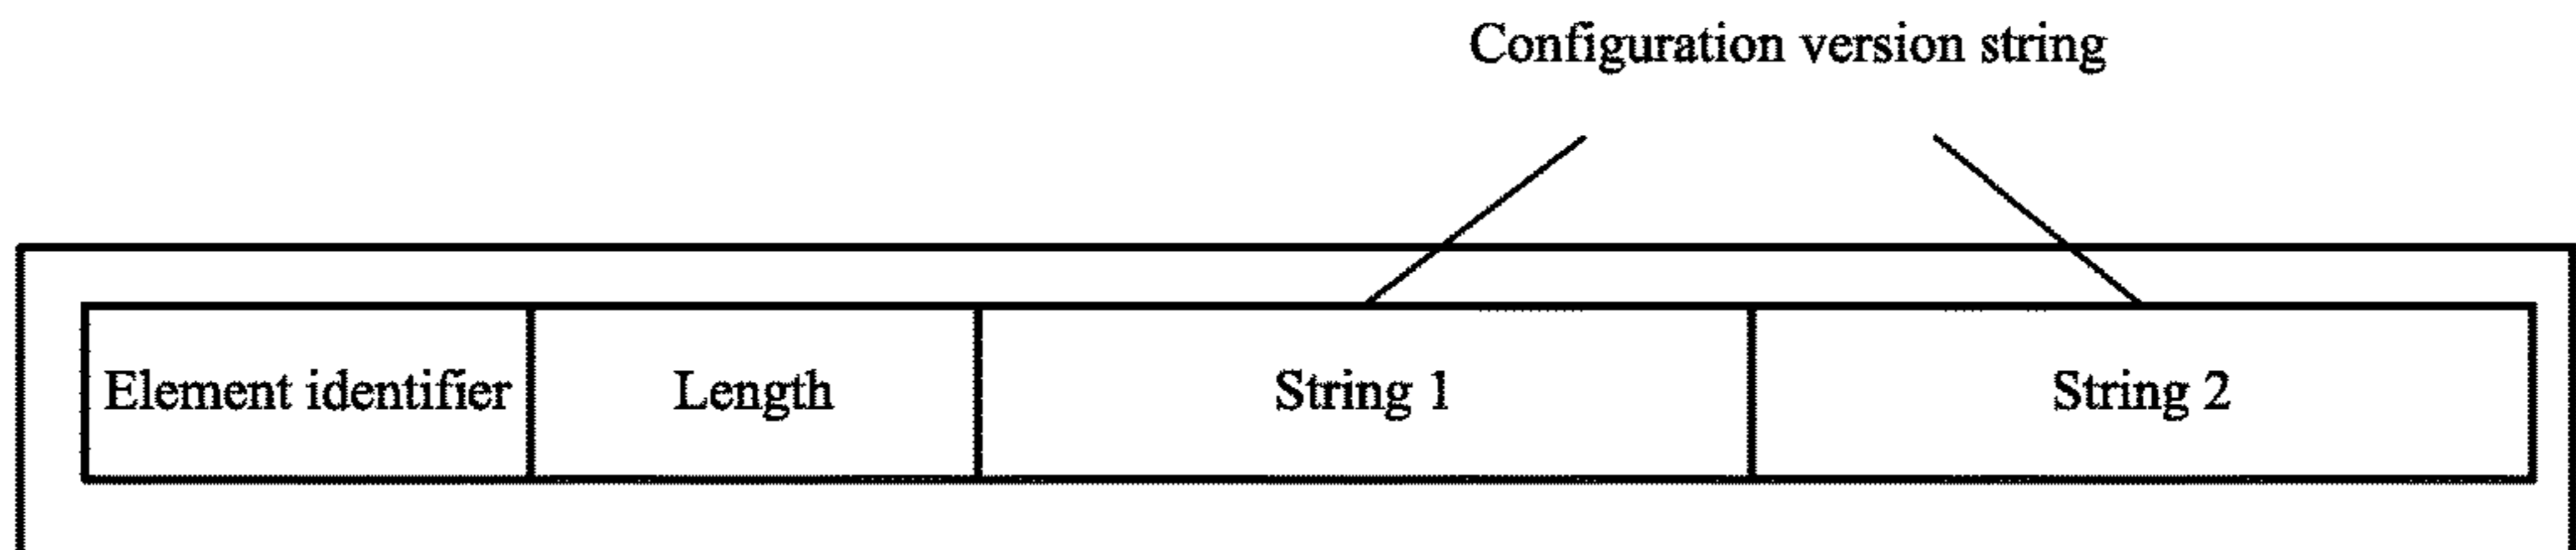 Configuration version string
Element identifier Length String 1 String 2